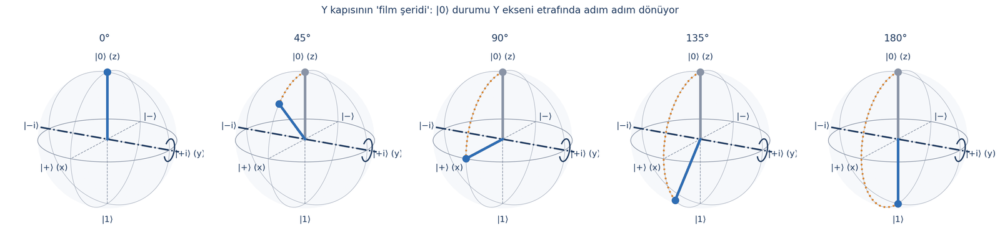 Y kapısının 'film şeridi': |0⟩ durumu Y ekseni etrafında adım adım dönüyor
0°
|0⟩ (z)
|−i⟩
|−⟩
|+i⟩ (y)
|+⟩ (x)
|1⟩
45°
|0⟩ (z)
|−i⟩
|−⟩
|+i⟩ (y)
|+⟩ (x)
|1⟩
90°
|0⟩ (z)
|−i⟩
|−⟩
|+i⟩ (y)
|+⟩ (x)
|1⟩
135°
|0⟩ (z)
|−i⟩
|−⟩
|+i⟩ (y)
|+⟩ (x)
|1⟩
180°
|0⟩ (z)
|−i⟩
|−⟩
|+i⟩ (y)
|+⟩ (x)
|1⟩